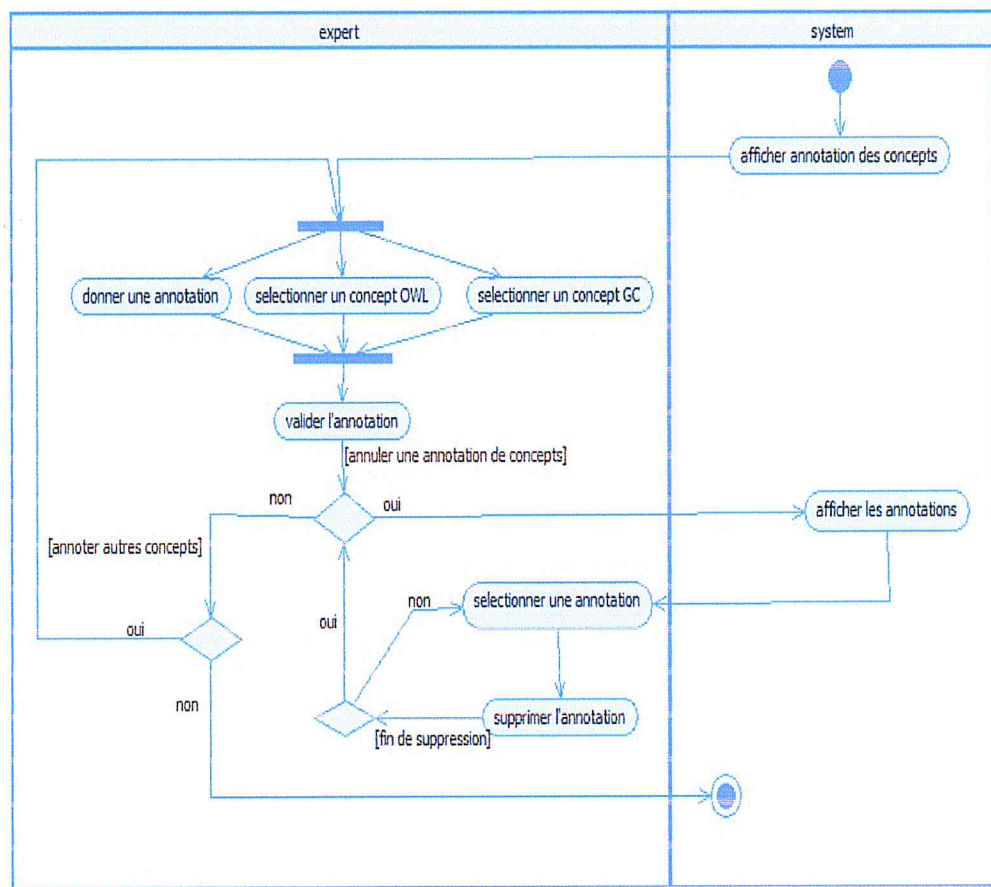 expert
system
afficher annotation des concepts
donner une annotation
selectionner un concept OWL
selectionner un concept GC
valider l'annotation
[annuler une annotation de concepts]
non
oui
afficher les annotations
[annoter autres concepts]
non
selectionner une annotation
oui
oui
non
supprimer l'annotation
[fin de suppression]